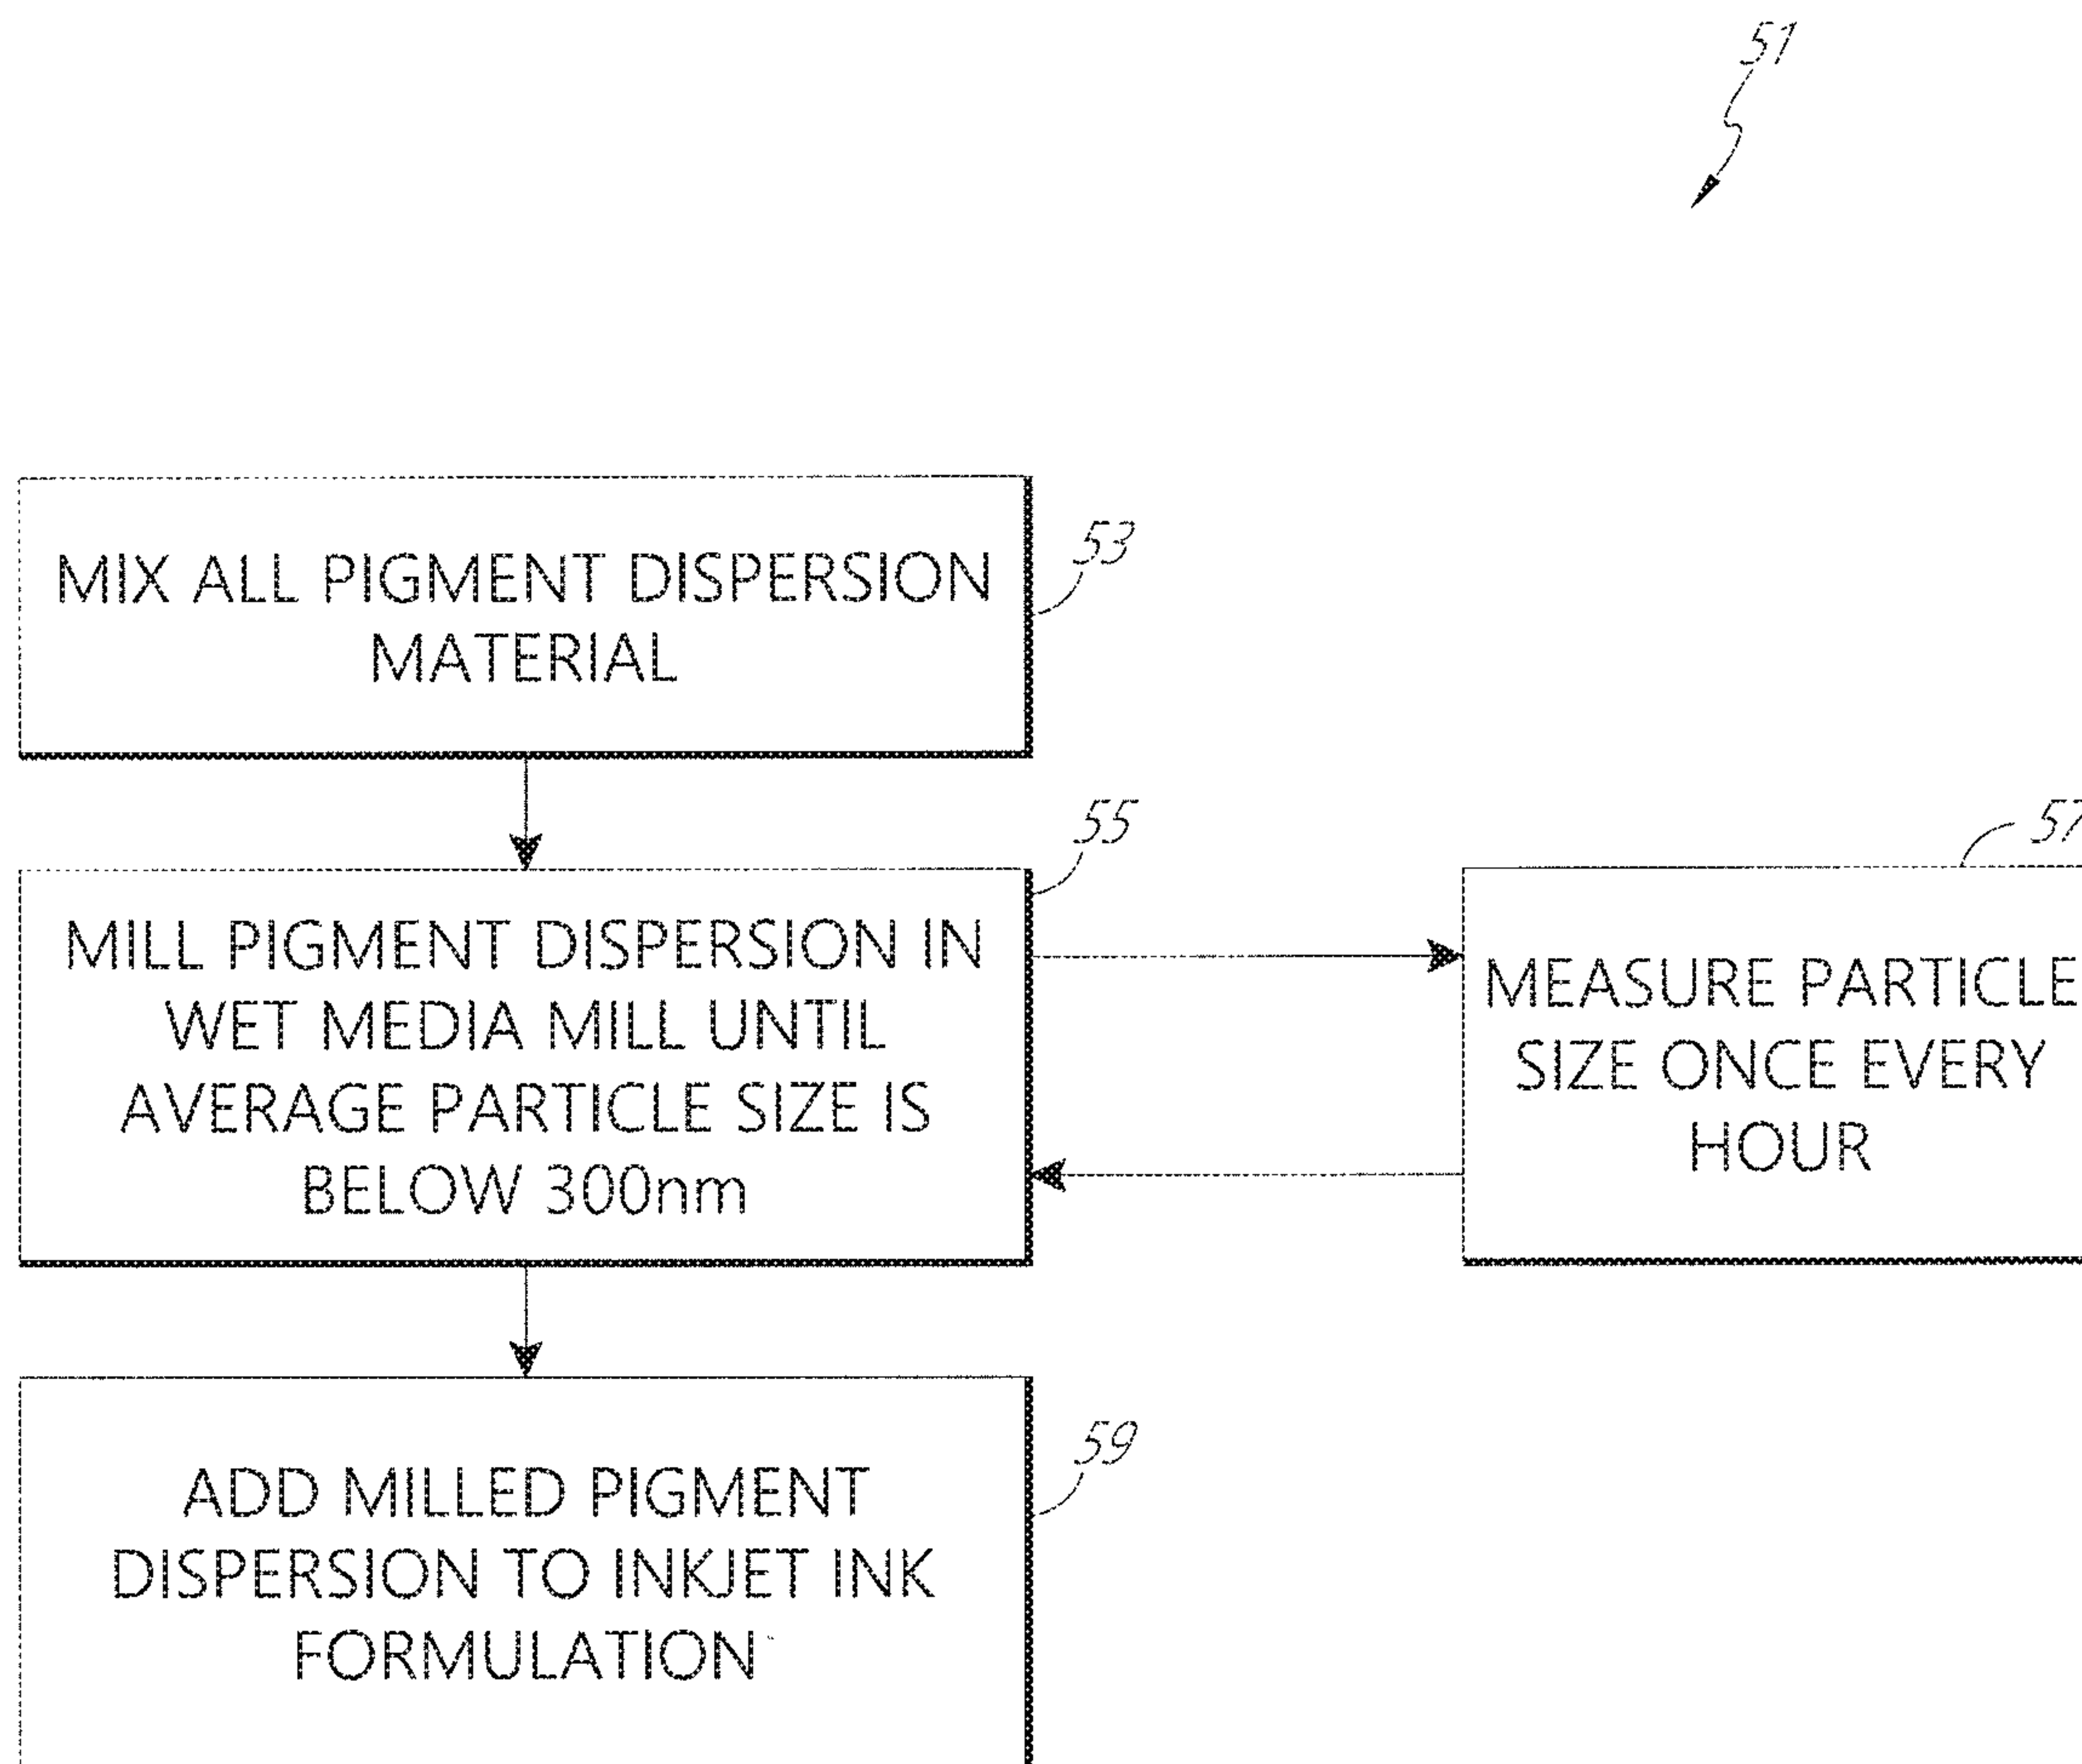 51
MIX ALL PIGMENT DISPERSION
MATERIAL
53
MILL PIGMENT DISPERSION IN
WET MEDIA MILL UNTIL
AVERAGE PARTICLE SIZE IS
BELOW 300nm
55
MEASURE PARTICLE
SIZE ONCE EVERY
HOUR
57
ADD MILLED PIGMENT
DISPERSION TO INKJET INK
FORMULATION
59